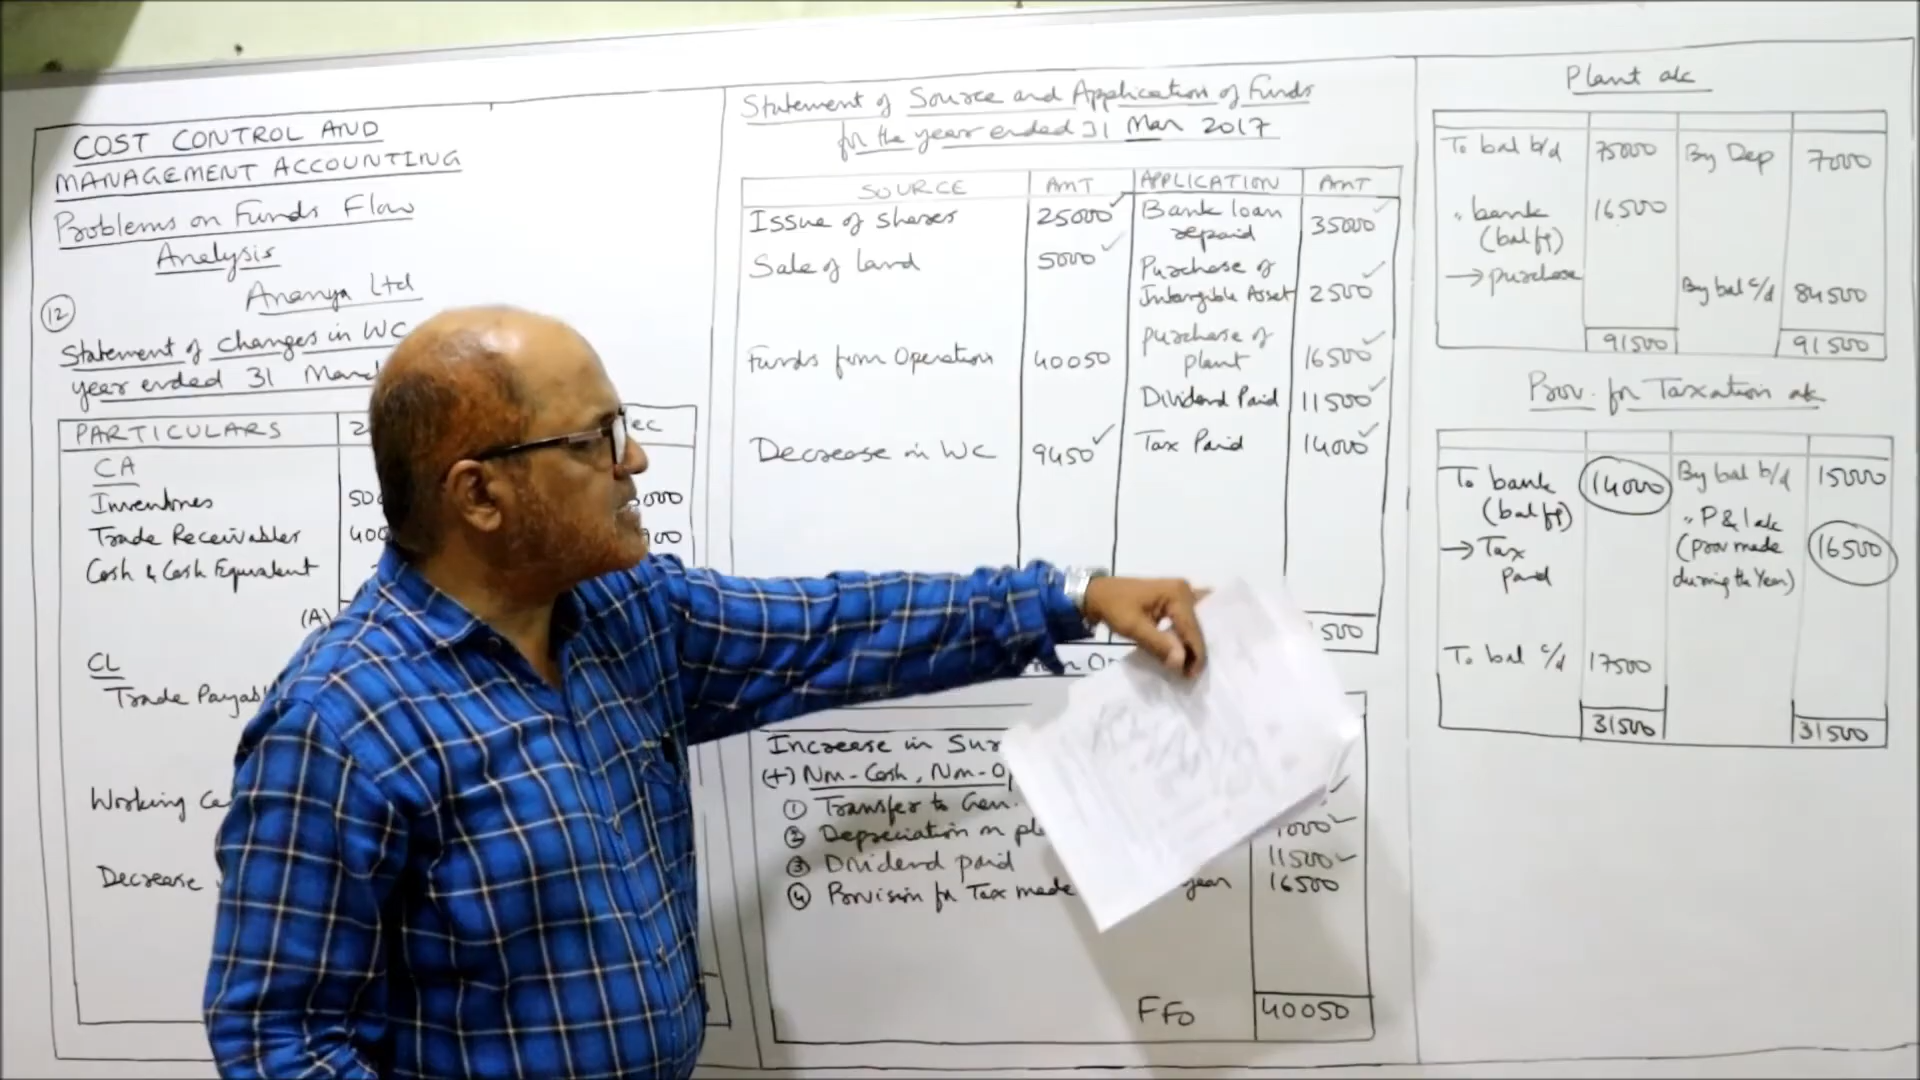 COST CONTROL AND
MANAGEMENT ACCOUNTING
Problems on Funds Flow
Analysis
Ananya Ltd
12
Statement of changes in WC
year ended 31
PARTICULARS
CA
Inventories
Trade Receivables
Cash & Cash Equivalent
(A)
CL
Trade
Working
Decrease
Statement of Source and Application of Funds
for the year ended 31 Mar 2017
SOURCE AMT APPLICATION AMT
Issue of shares 25000 Bank loan
repaid 35000
Sale of land 5000 Purchase of
Intangible Asset 2500
Funds from Operation 40050 purchase of
plant 16500
Dividend Paid 11500
Decrease in WC 9450 Tax Paid 14000
500
Increase in
(+) Non-Cash, Non-
1 Transfer to Gen.
2 Depreciation on
000
3 Dividend paid 11500
4 Provision for Tax made year 16500
FFO 40050
Plant a/c
To bal b/d 75000 By Dep 7000
" bank 16500
(bal fg)
→ purchase
By bal c/d 84500
91500 91500
Prov. for Taxation a/c
To bank 14000 By bal b/d 15000
(bal fg) " P & L a/c
→ Tax (prov made 16500
paid during the Year)
To bal c/d 17500
31500 31500